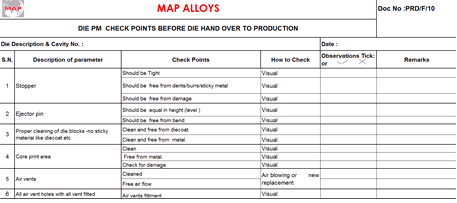 MAP
MAP ALLOYS
Doc No :PRD/F/10
DIE PM CHECK POINTS BEFORE DIE HAND OVER TO PRODUCTION
Die Description & Cavity No. :
Date :
S.N. Description of parameter Check Points How to Check Observations Tick: or Remarks
1 Stopper
Should be Tight Visual
Should be free from dents/burrs/sticky metal Visual
Should be free from damage Visual
2 Ejector pin
Should be equal in height (level ) Visual
Should be free from bend Visual
3 Proper cleaning of die blocks -no sticky material like diecoat etc
Clean and free from diecoat. Visual
Clean and free from metal. Visual
4 Core print area
Clean Visual
Free from metal. Visual
Check for damage Visual
5 Air vents
Cleaned Air blowing or new
Free air flow replacement
6 All air vent holes with all vent fitted Air vents fittment Visual